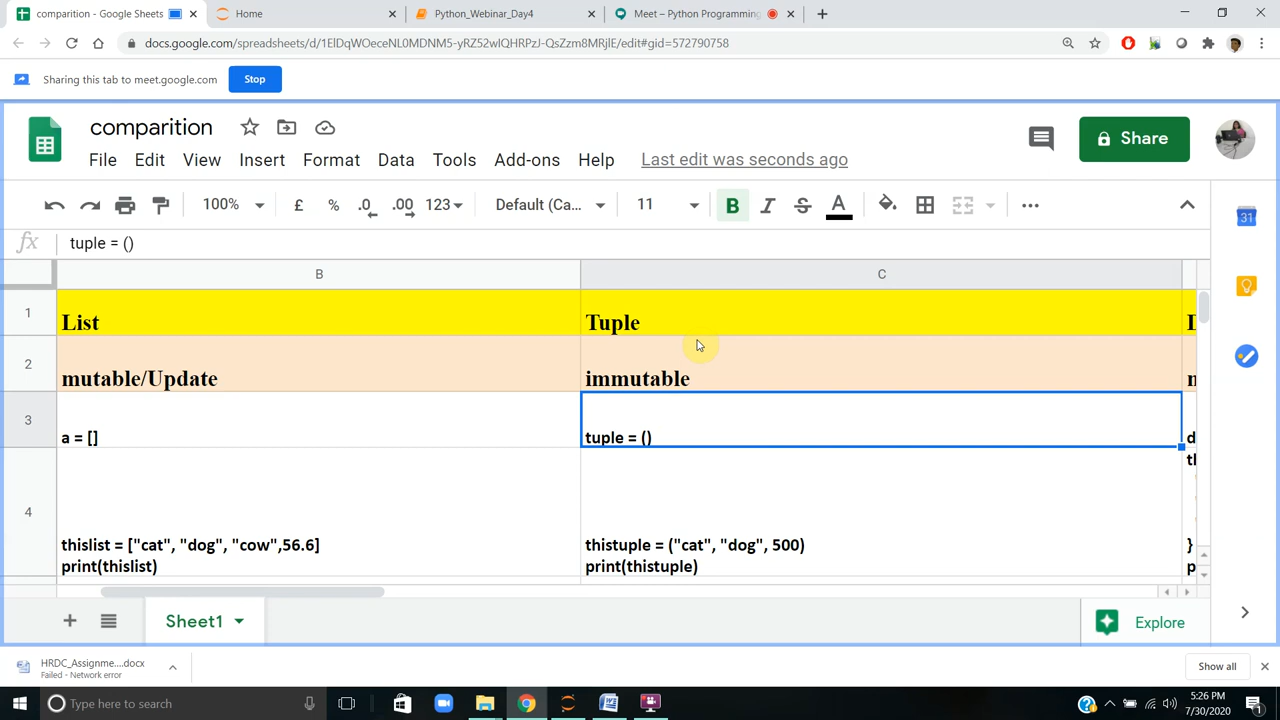 comparition - Google Sheets
Home
Python_Webinar_Day4
Meet – Python Programming
docs.google.com/spreadsheets/d/1ElDqWOeceNL0MDNM5-yRZ52wIQHRPzJ-QsZzm8MRjlE/edit#gid=572790758
Sharing this tab to meet.google.com Stop
comparition
Share
File Edit View Insert Format Data Tools Add-ons Help Last edit was seconds ago
100% £ % .0 .00 123 Default (Ca... 11 B I S A
31
fx tuple = ()
B C
1 List Tuple
2 mutable/Update immutable
3 a = [] tuple = ()
4
thislist = ["cat", "dog", "cow",56.6] thistuple = ("cat", "dog", 500) }
print(thislist) print(thistuple)
+ Sheet1 Explore
HRDC_Assignme....docx
Failed - Network error
Show all
Type here to search
5:26 PM
7/30/2020
1